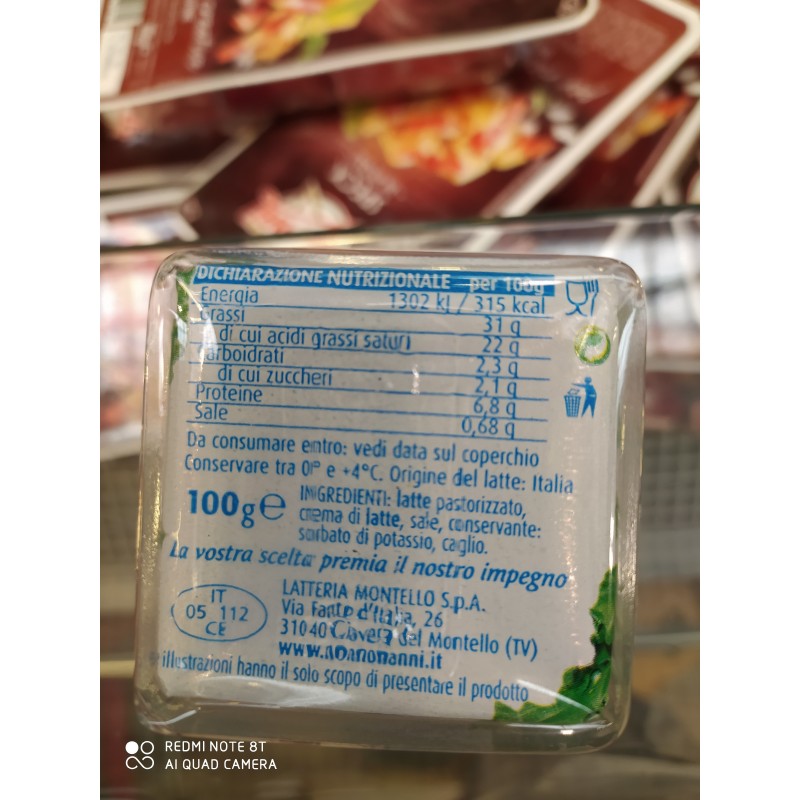 DICHIARAZIONE NUTRIZIONALE per 100g
Energia 1302 kJ / 315 kcal
Grassi 31 g
di cui acidi grassi saturi 22 g
Carboidrati 2,3 g
di cui zuccheri 2,1 g
Proteine 6,8 g
Sale 0,68 g
Da consumare entro: vedi data sul coperchio
Conservare tra 0° e +4°C. Origine del latte: Italia
100g e
INGREDIENTI: latte pastorizzato,
crema di latte, sale, conservante:
sorbato di potassio, caglio.
La vostra scelta premia il nostro impegno
IT
05 112
CE
LATTERIA MONTELLO S.p.A.
Via Fante d'Italia, 26
31040 Giavera del Montello (TV)
www.nonnonanni.it
illustrazioni hanno il solo scopo di presentare il prodotto
REDMI NOTE 8T
AI QUAD CAMERA